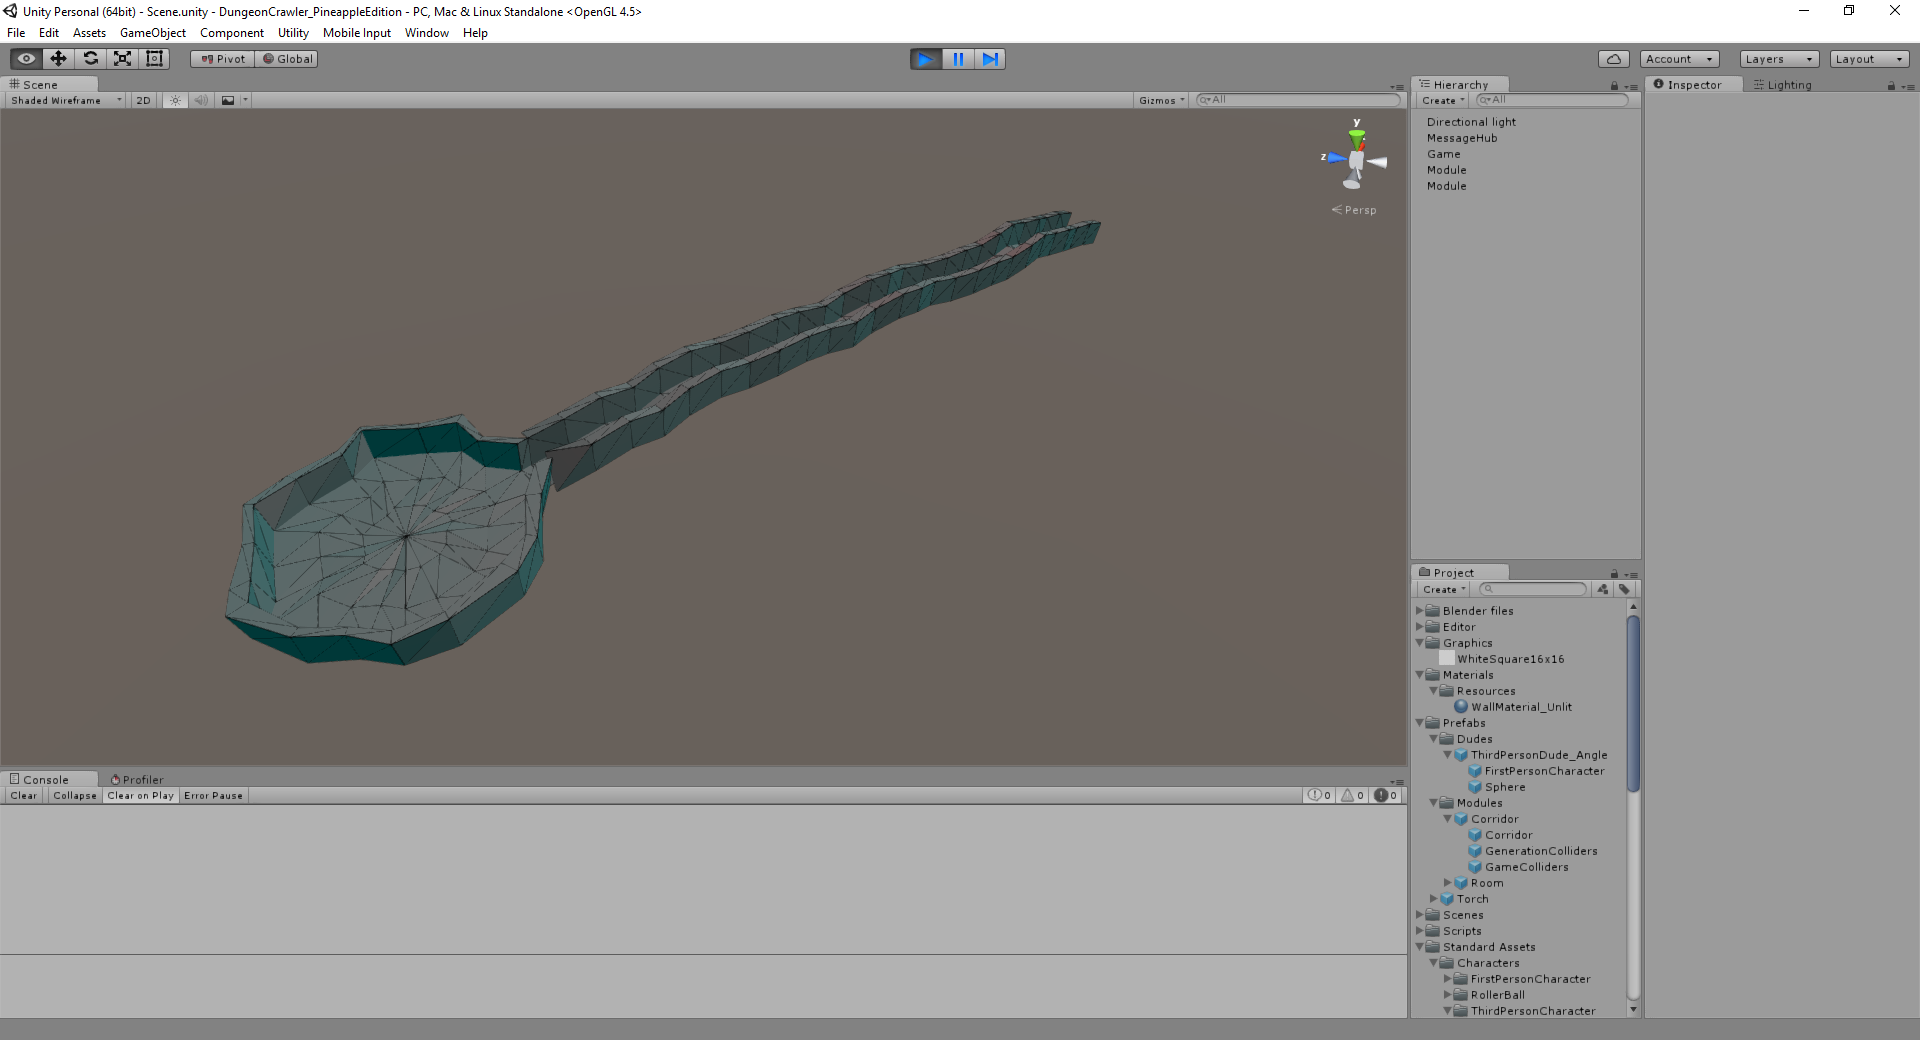 Unity Personal (64bit) - Scene.unity - DungeonCrawler_PineappleEdition - PC, Mac & Linux Standalone <OpenGL 4.5>
File Edit Assets GameObject Component Utility Mobile Input Window Help
Pivot Global Account Layers Layout
Scene
Shaded Wireframe 2D Gizmos All
y
z
Persp
Hierarchy
Create All
Directional light
MessageHub
Game
Module
Module
Inspector Lighting
Project
Create
Blender files
Editor
Graphics
WhiteSquare16x16
Materials
Resources
WallMaterial_Unlit
Prefabs
Dudes
ThirdPersonDude_Angle
FirstPersonCharacter
Sphere
Modules
Corridor
Corridor
GenerationColliders
GameColliders
Room
Torch
Scenes
Scripts
Standard Assets
Characters
FirstPersonCharacter
RollerBall
ThirdPersonCharacter
Console Profiler
Clear Collapse Clear on Play Error Pause 0 0 0